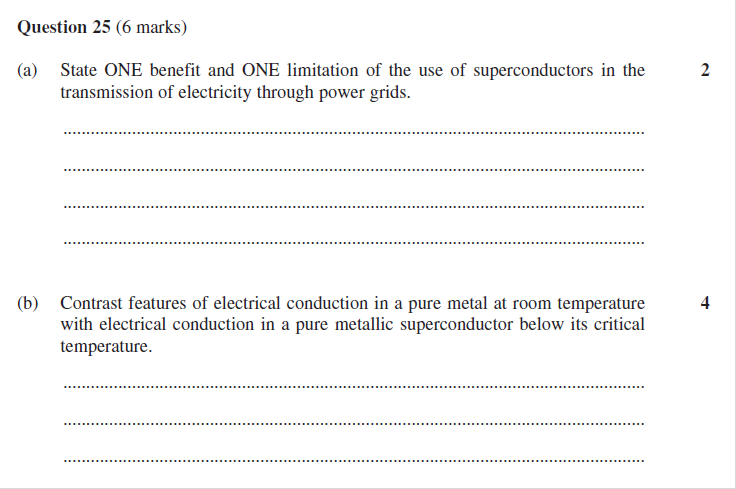 Question 25 (6 marks)
(a) State ONE benefit and ONE limitation of the use of superconductors in the 2
transmission of electricity through power grids.
(b) Contrast features of electrical conduction in a pure metal at room temperature 4
with electrical conduction in a pure metallic superconductor below its critical
temperature.